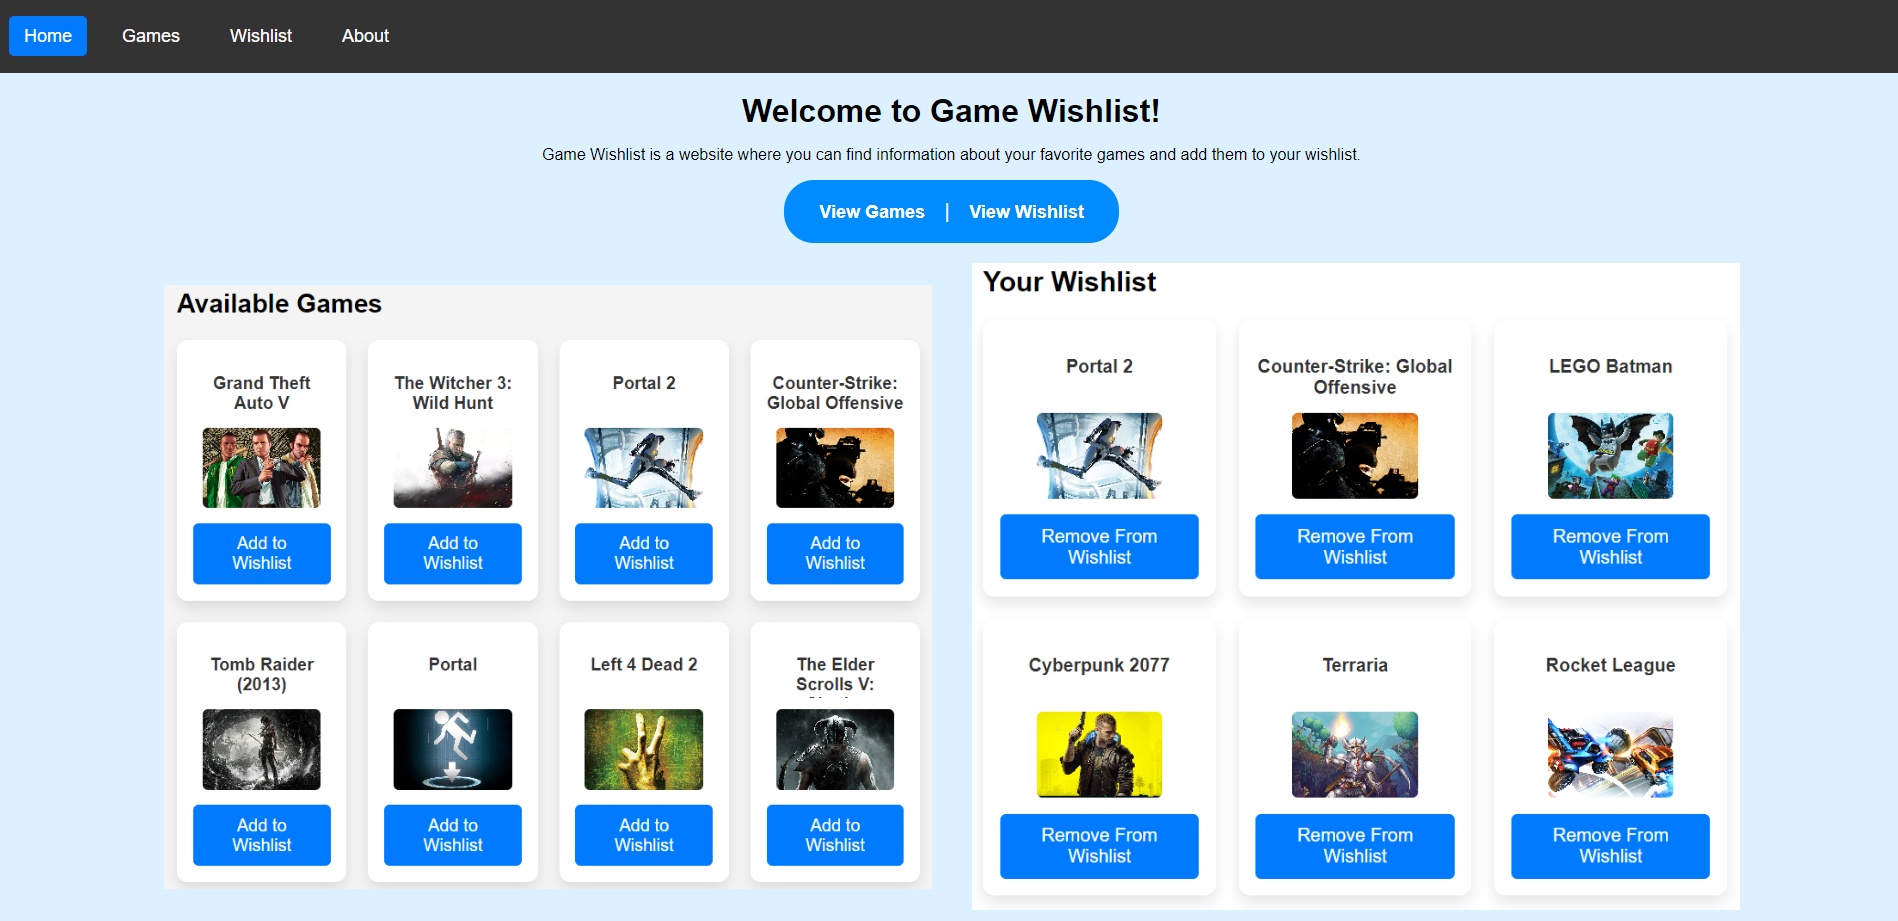 Home Games Wishlist About
Welcome to Game Wishlist!
Game Wishlist is a website where you can find information about your favorite games and add them to your wishlist.
View Games | View Wishlist
Available Games
Grand Theft
Auto V
Add to
Wishlist
The Witcher 3:
Wild Hunt
Add to
Wishlist
Portal 2
Add to
Wishlist
Counter-Strike:
Global Offensive
Add to
Wishlist
Tomb Raider
(2013)
Add to
Wishlist
Portal
Add to
Wishlist
Left 4 Dead 2
Add to
Wishlist
The Elder
Scrolls V:
Add to
Wishlist
Your Wishlist
Portal 2
Remove From
Wishlist
Counter-Strike: Global
Offensive
Remove From
Wishlist
LEGO Batman
Remove From
Wishlist
Cyberpunk 2077
Remove From
Wishlist
Terraria
Remove From
Wishlist
Rocket League
Remove From
Wishlist